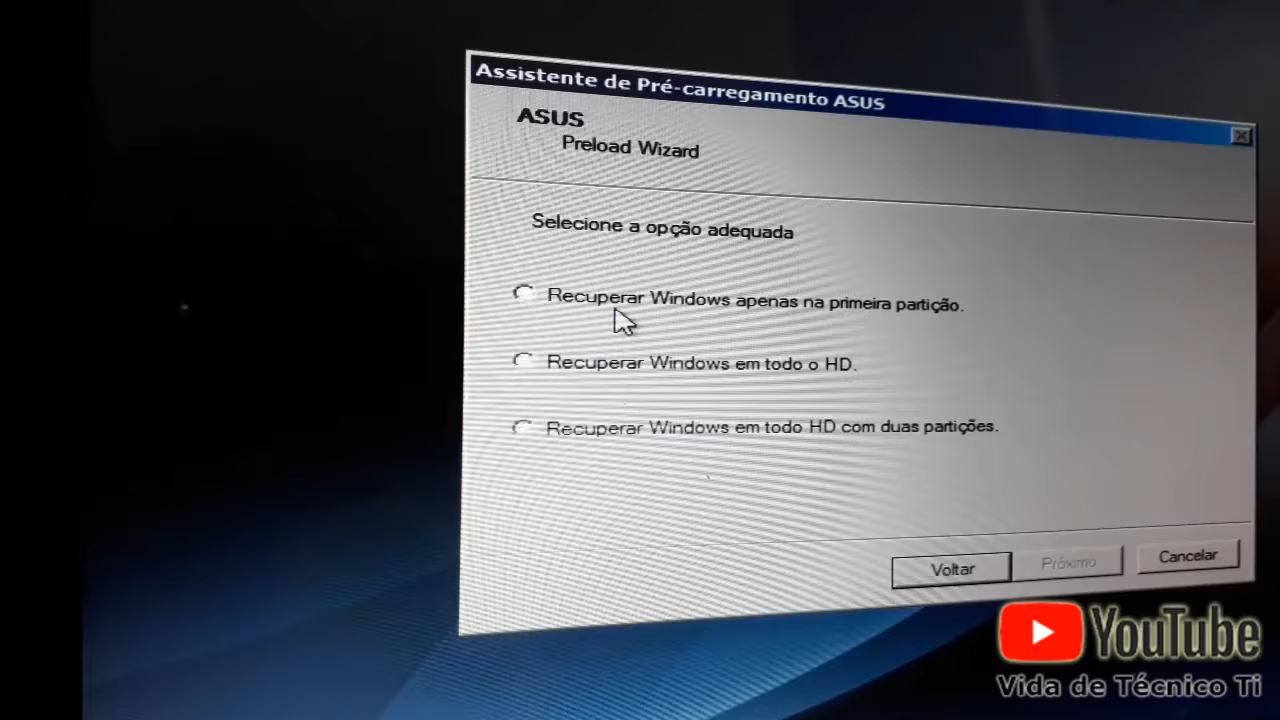 Assistente de Pré-carregamento ASUS
ASUS
Preload Wizard
Selecione a opção adequada
Recuperar Windows apenas na primeira partição.
Recuperar Windows em todo o HD.
Recuperar Windows em todo HD com duas partições.
Voltar
Próximo
Cancelar
YouTube
Vida de Técnico Ti